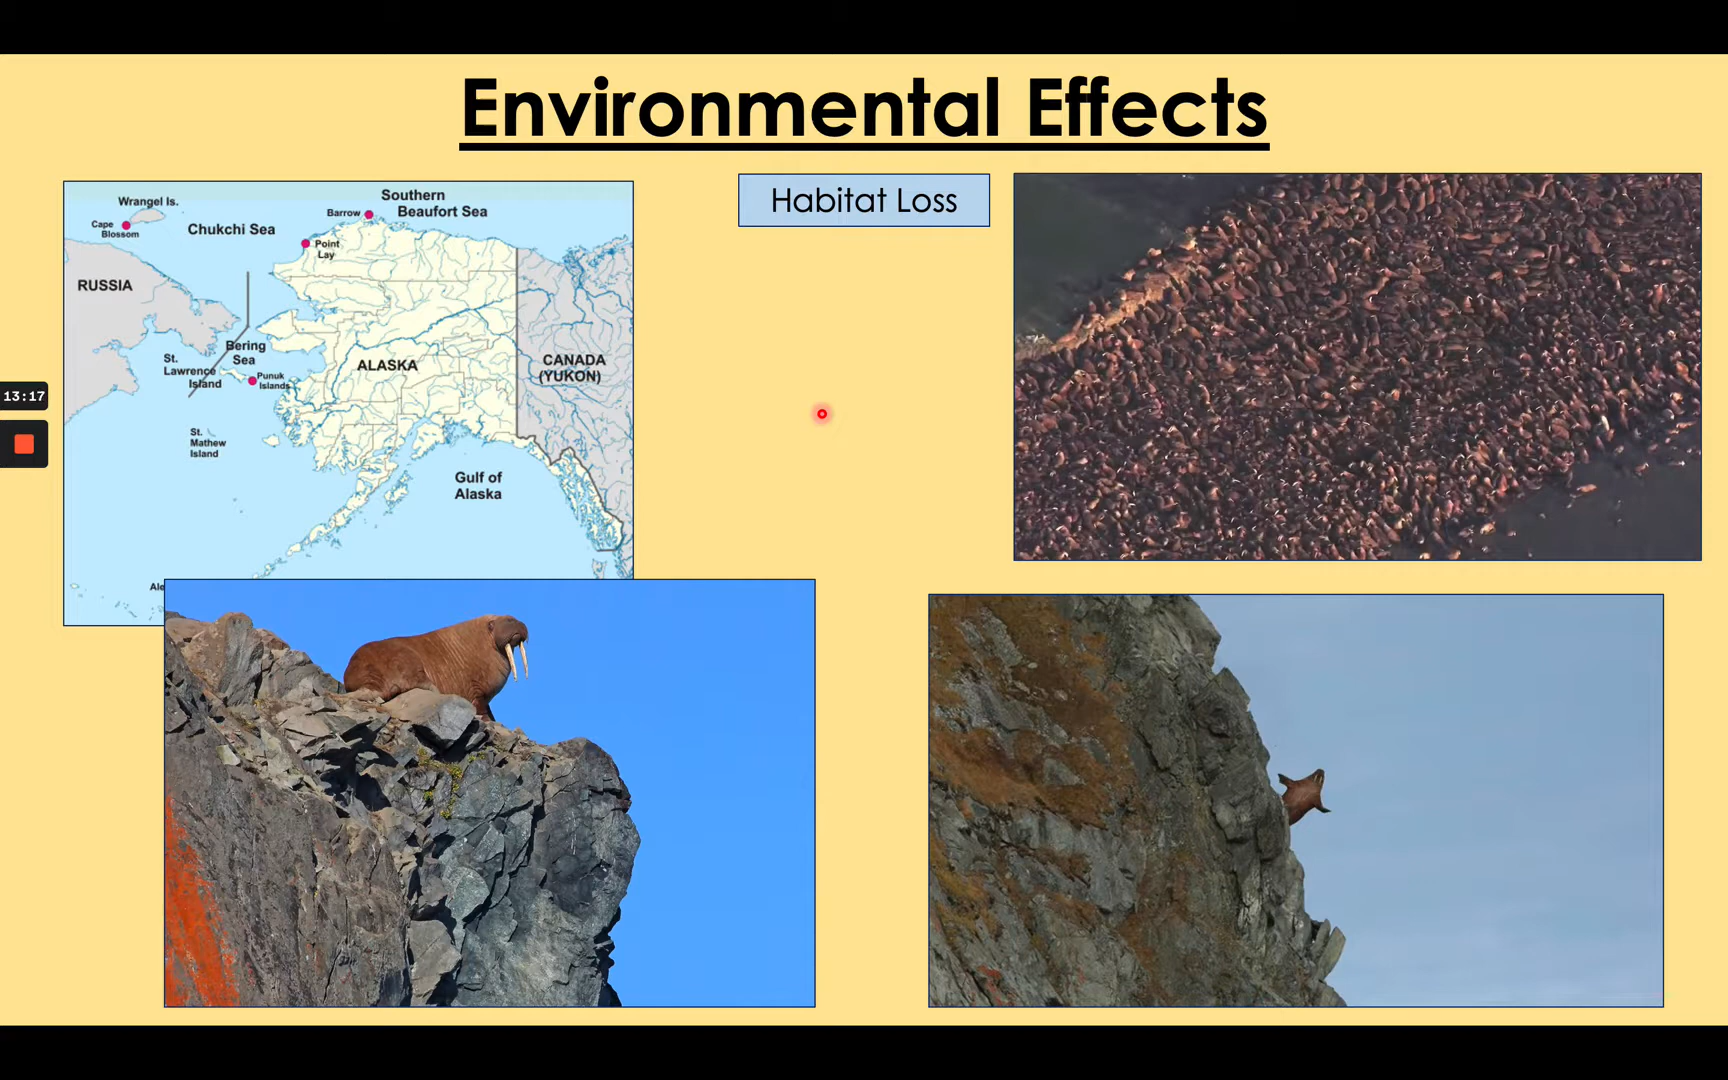 Environmental Effects
Habitat Loss
Wrangel Is.
Cape
Blossom
Chukchi Sea
Southern
Beaufort Sea
Barrow
Point
Lay
RUSSIA
Bering
Sea
St.
Lawrence
Island
Punuk
Islands
ALASKA
CANADA
(YUKON)
St.
Mathew
Island
Gulf of
Alaska
Ale
13:17